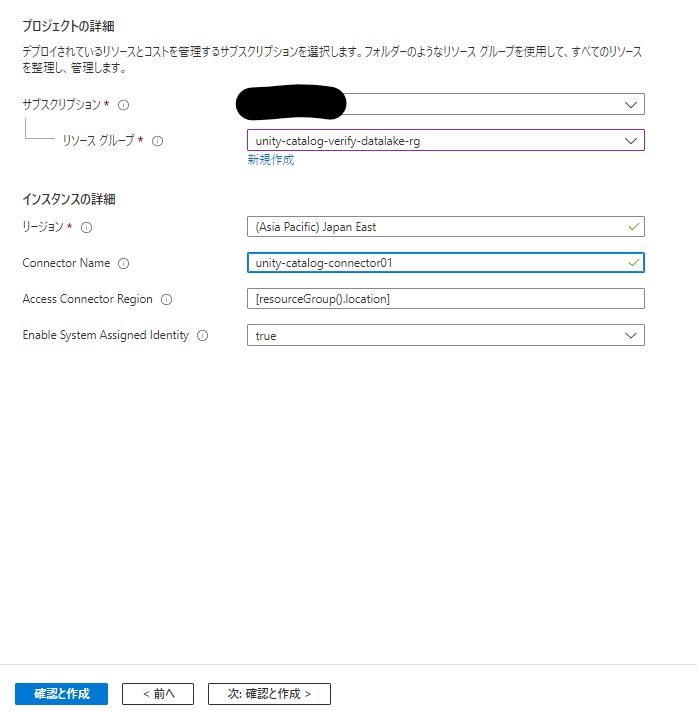 プロジェクトの詳細
デプロイされているリソースとコストを管理するサブスクリプションを選択します。フォルダーのようなリソース グループを使用して、すべてのリソース
を整理し、管理します。
サブスクリプション *
リソース グループ *
unity-catalog-verify-datalake-rg
新規作成
インスタンスの詳細
リージョン *
(Asia Pacific) Japan East
Connector Name
unity-catalog-connector01
Access Connector Region
[resourceGroup().location]
Enable System Assigned Identity
true
確認と作成
< 前へ
次: 確認と作成 >